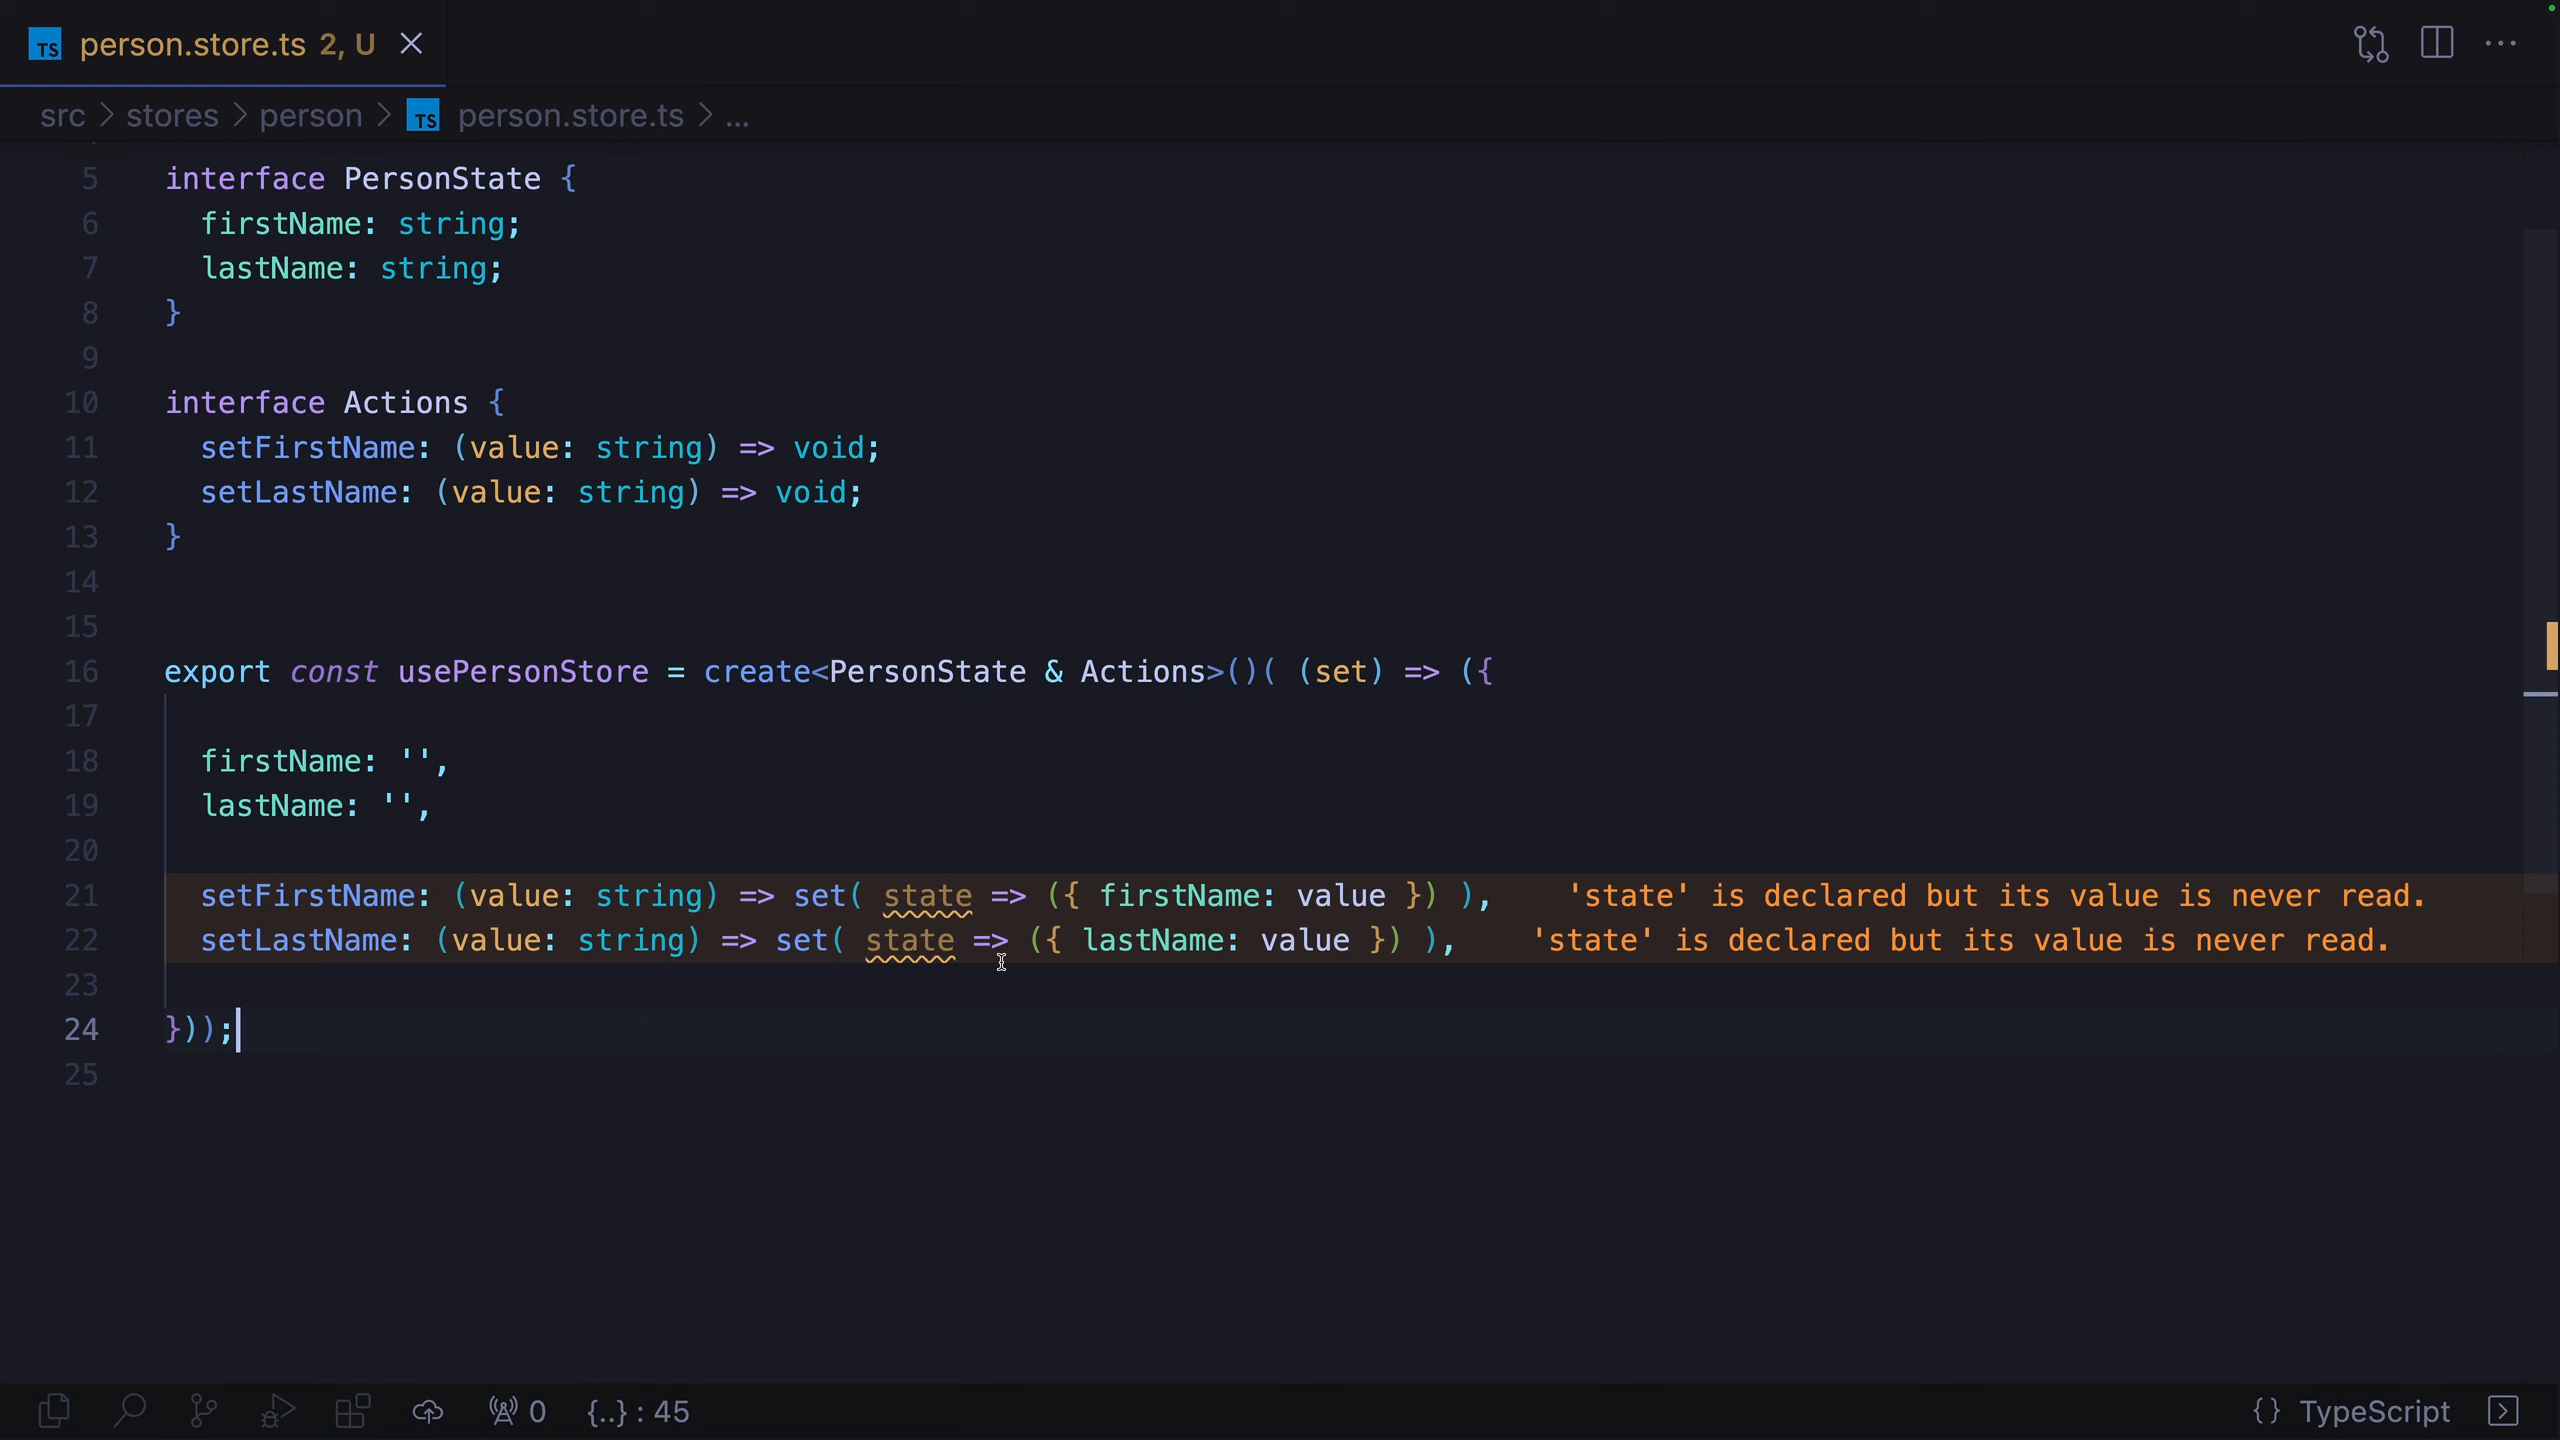 TS person.store.ts 2, U
src > stores > person > TS person.store.ts > ...
5 interface PersonState {
6 firstName: string;
7 lastName: string;
8 }
9
10 interface Actions {
11 setFirstName: (value: string) => void;
12 setLastName: (value: string) => void;
13 }
14
15
16 export const usePersonStore = create<PersonState & Actions>()( (set) => ({
17
18 firstName: '',
19 lastName: '',
20
21 setFirstName: (value: string) => set( state => ({ firstName: value }) ), 'state' is declared but its value is never read.
22 setLastName: (value: string) => set( state => ({ lastName: value }) ), 'state' is declared but its value is never read.
23
24 }));
25
0 {..} : 45 {} TypeScript